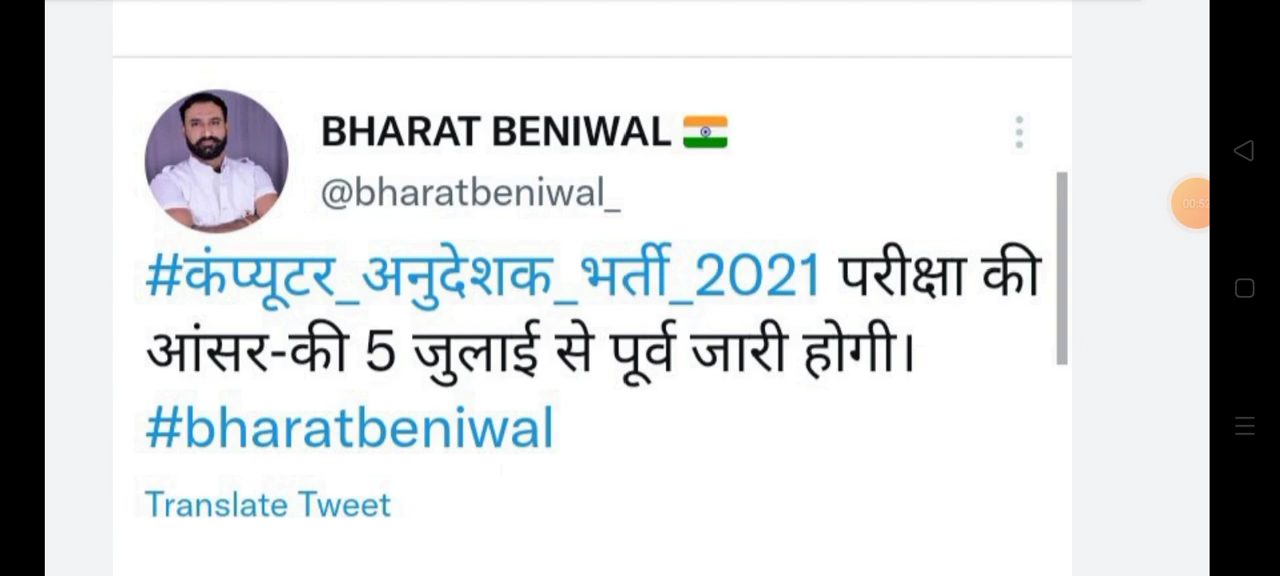 BHARAT BENIWAL
@bharatbeniwal_
#कंप्यूटर_अनुदेशक_भर्ती_2021 परीक्षा की
आंसर-की 5 जुलाई से पूर्व जारी होगी।
#bharatbeniwal
Translate Tweet